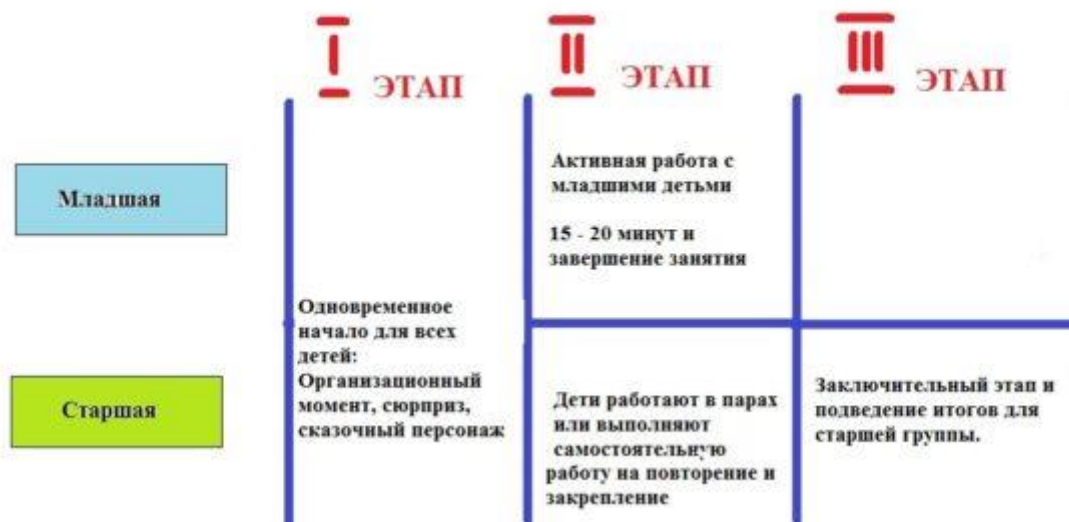 I ЭТАП
II ЭТАП
III ЭТАП
Младшая
Активная работа с
младшими детьми
15 - 20 минут и
завершение занятия
Одновременное
начало для всех
детей:
Организационный
момент, сюрприз,
сказочный персонаж
Старшая
Дети работают в парах
или выполняют
самостоятельную
работу на повторение и
закрепление
Заключительный этап и
подведение итогов для
старшей группы.